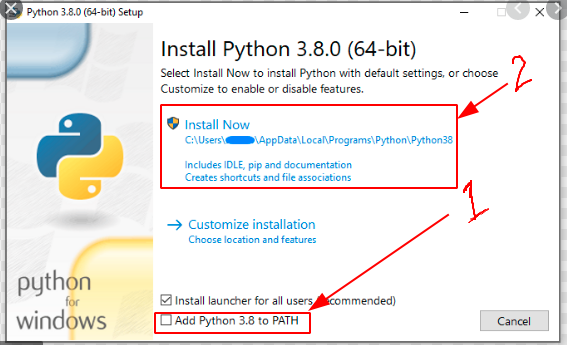 Python 3.8.0 (64-bit) Setup
Install Python 3.8.0 (64-bit)
Select Install Now to install Python with default settings, or choose
Customize to enable or disable features.
2
Install Now
C:\Users\ \AppData\Local\Programs\Python\Python38
Includes IDLE, pip and documentation
Creates shortcuts and file associations
1
Customize installation
Choose location and features
python
for
windows
Install launcher for all users commended)
Add Python 3.8 to PATH
Cancel